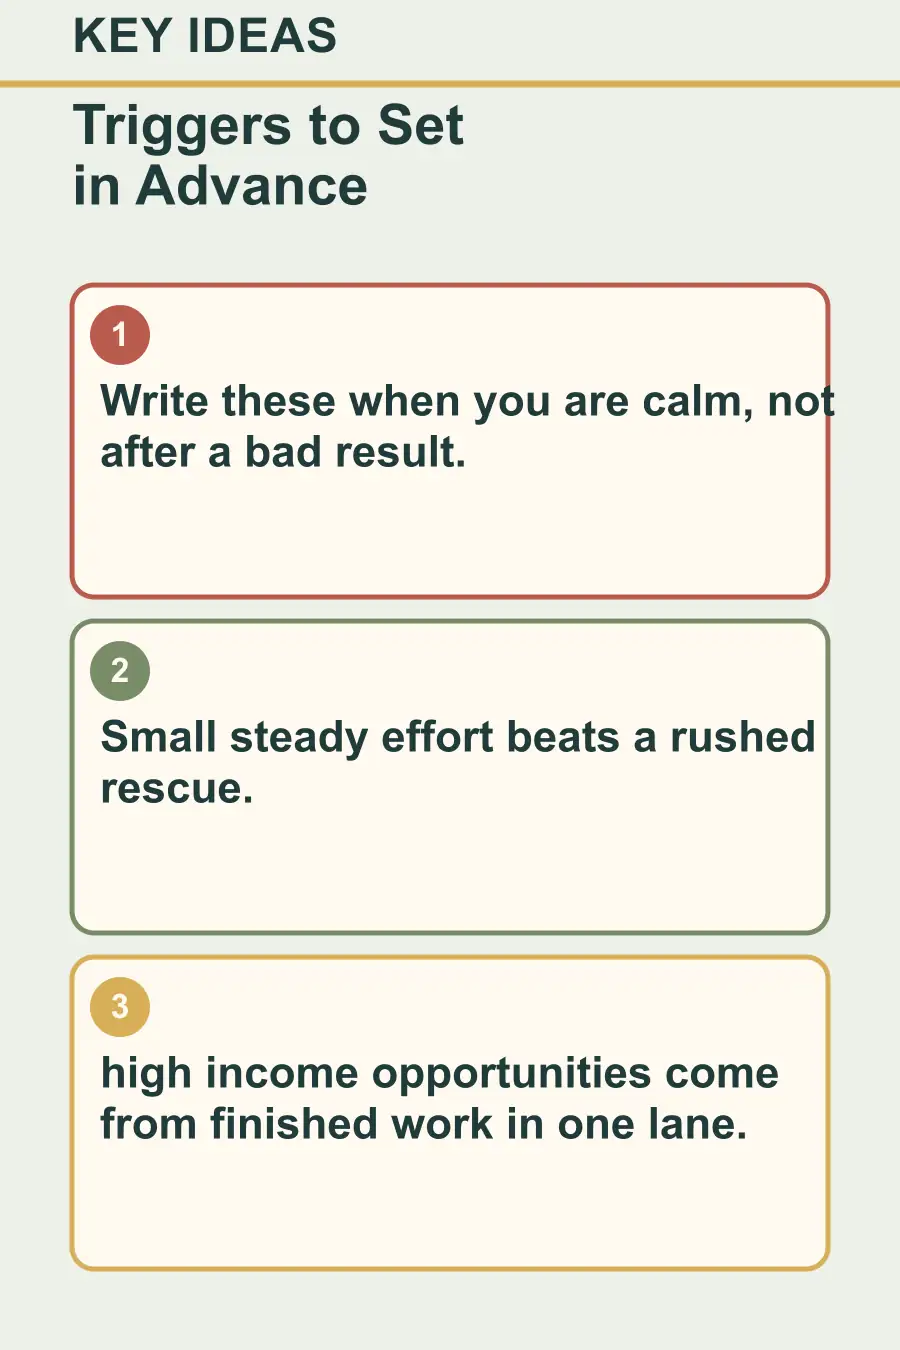 KEY IDEAS
Triggers to Set
in Advance
1
Write these when you are calm, not
after a bad result.
2
Small steady effort beats a rushed
rescue.
3
high income opportunities come
from finished work in one lane.